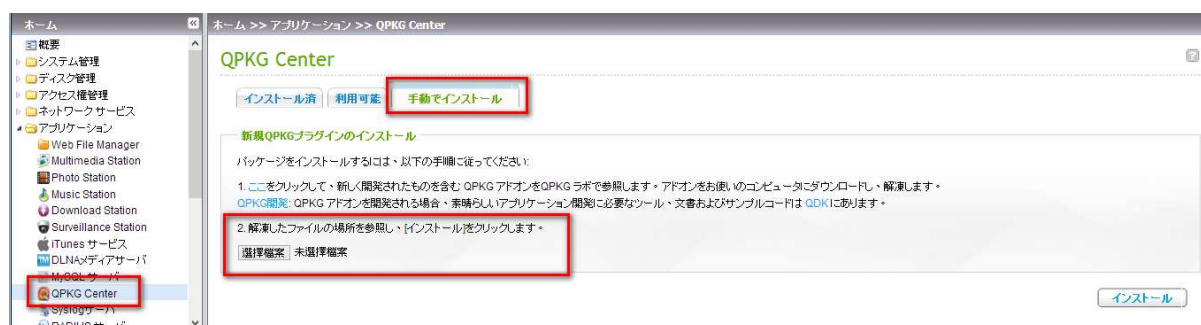 ホーム
ホーム >> アプリケーション >> QPKG Center
概要
システム管理
ディスク管理
アクセス権管理
ネットワーク サービス
アプリケーション
Web File Manager
Multimedia Station
Photo Station
Music Station
Download Station
Surveillance Station
iTunes サービス
DLNAメディアサーバ
MySQL サーバ
QPKG Center
Syslogサーバ
RADIUS サーバ
QPKG Center
インストール済
利用可能
手動でインストール
新規QPKGプラグインのインストール
パッケージをインストールするには、以下の手順に従ってください:
1. ここをクリックして、新しく開発されたものを含む QPKG アドオンをQPKG ラボで参照します。アドオンをお使いのコンピュータにダウンロードし、解凍します。
QPKG開発: QPKG アドオンを開発される場合、素晴らしいアプリケーション開発に必要なツール、文書およびサンプルコードは QDK にあります。
2. 解凍したファイルの場所を参照し、[インストール]をクリックします。
選擇檔案 未選擇檔案
インストール